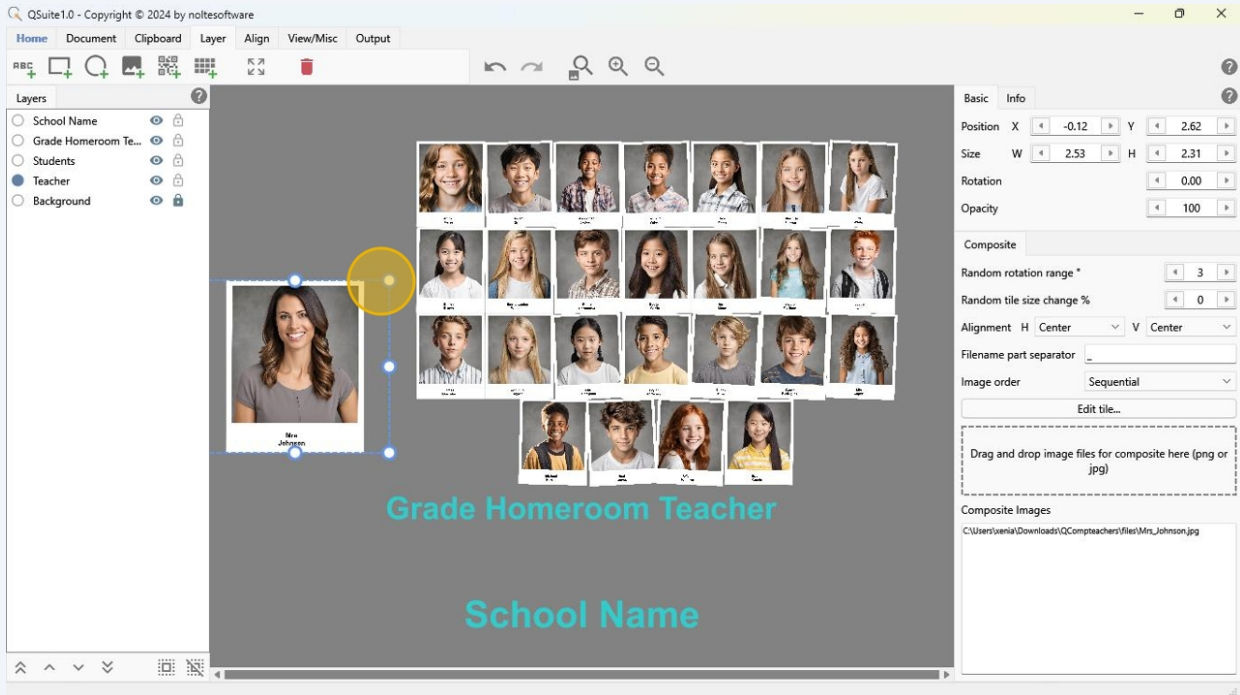 QSuite1.0 - Copyright © 2024 by noltesoftware
Home Document Clipboard Layer Align View/Misc Output
ABC
Layers
School Name
Grade Homeroom Te...
Students
Teacher
Background
Mrs
Johnson
Grade Homeroom Teacher
School Name
Basic Info
Position X -0.12 Y 2.62
Size W 2.53 H 2.31
Rotation 0.00
Opacity 100
Composite
Random rotation range ° 3
Random tile size change % 0
Alignment H Center V Center
Filename part separator _
Image order Sequential
Edit tile...
Drag and drop image files for composite here (png or
jpg)
Composite Images
C:\Users\xenia\Downloads\QCompteachers\files\Mrs_Johnson.jpg